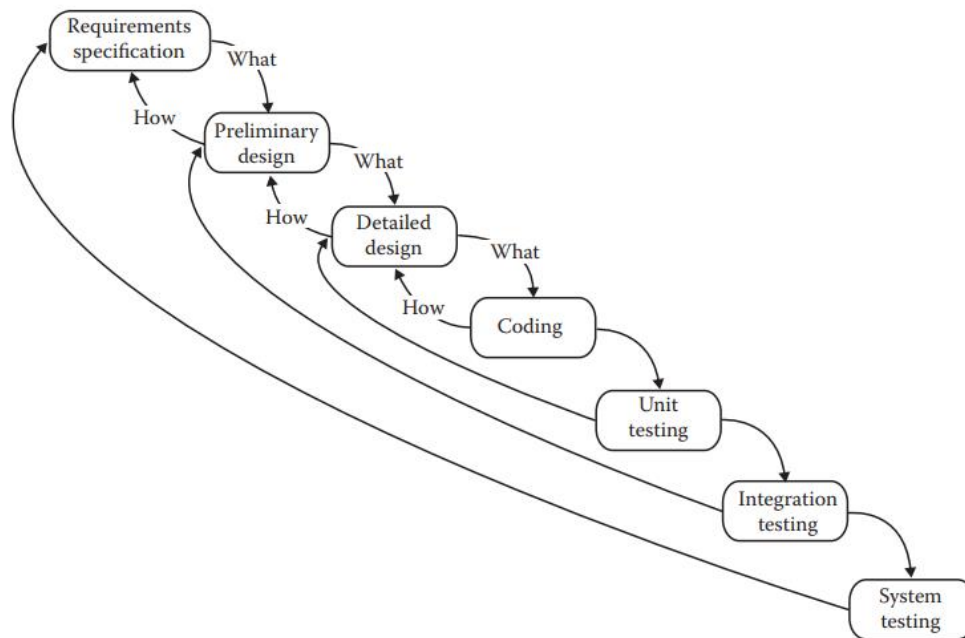 Requirements
specification
What
How
Preliminary
design
What
How
Detailed
design
What
How
Coding
Unit
testing
Integration
testing
System
testing